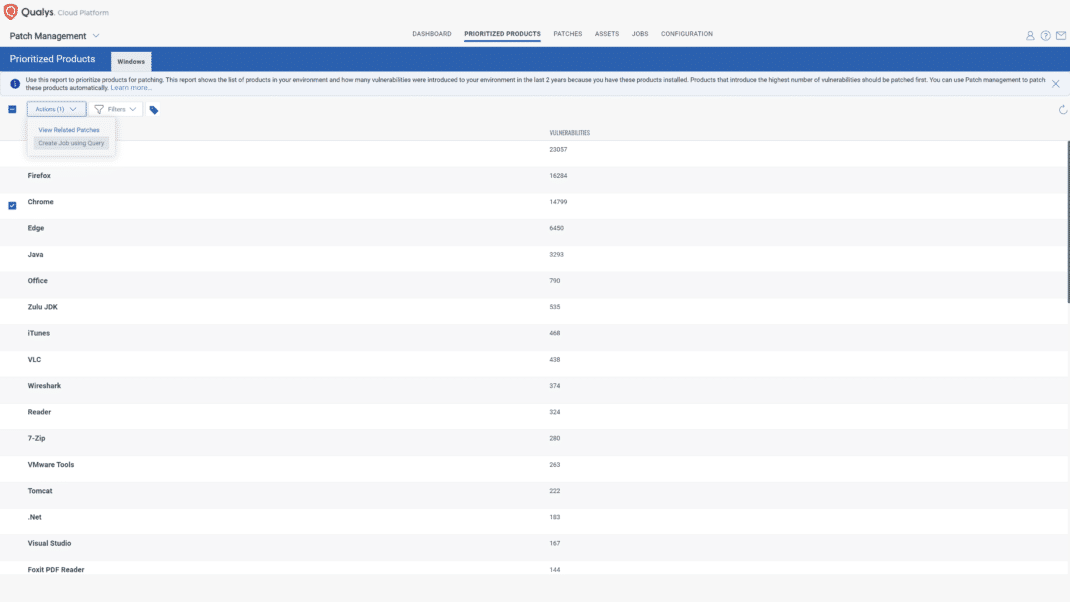 Qualys. Cloud Platform
Patch Management
DASHBOARD PRIORITIZED PRODUCTS PATCHES ASSETS JOBS CONFIGURATION
Prioritized Products Windows
Use this report to prioritize products for patching. This report shows the list of products in your environment and how many vulnerabilities were introduced to your environment in the last 2 years because you have these products installed. Products that introduce the highest number of vulnerabilities should be patched first. You can use Patch management to patch
these products automatically. Learn more...
Actions (1) Filters
View Related Patches
Create Job using Query
VULNERABILITIES
23057
Firefox 16284
Chrome 14799
Edge 6450
Java 3293
Office 790
Zulu JDK 535
iTunes 468
VLC 438
Wireshark 374
Reader 324
7-Zip 280
VMware Tools 263
Tomcat 222
.Net 183
Visual Studio 167
Foxit PDF Reader 144